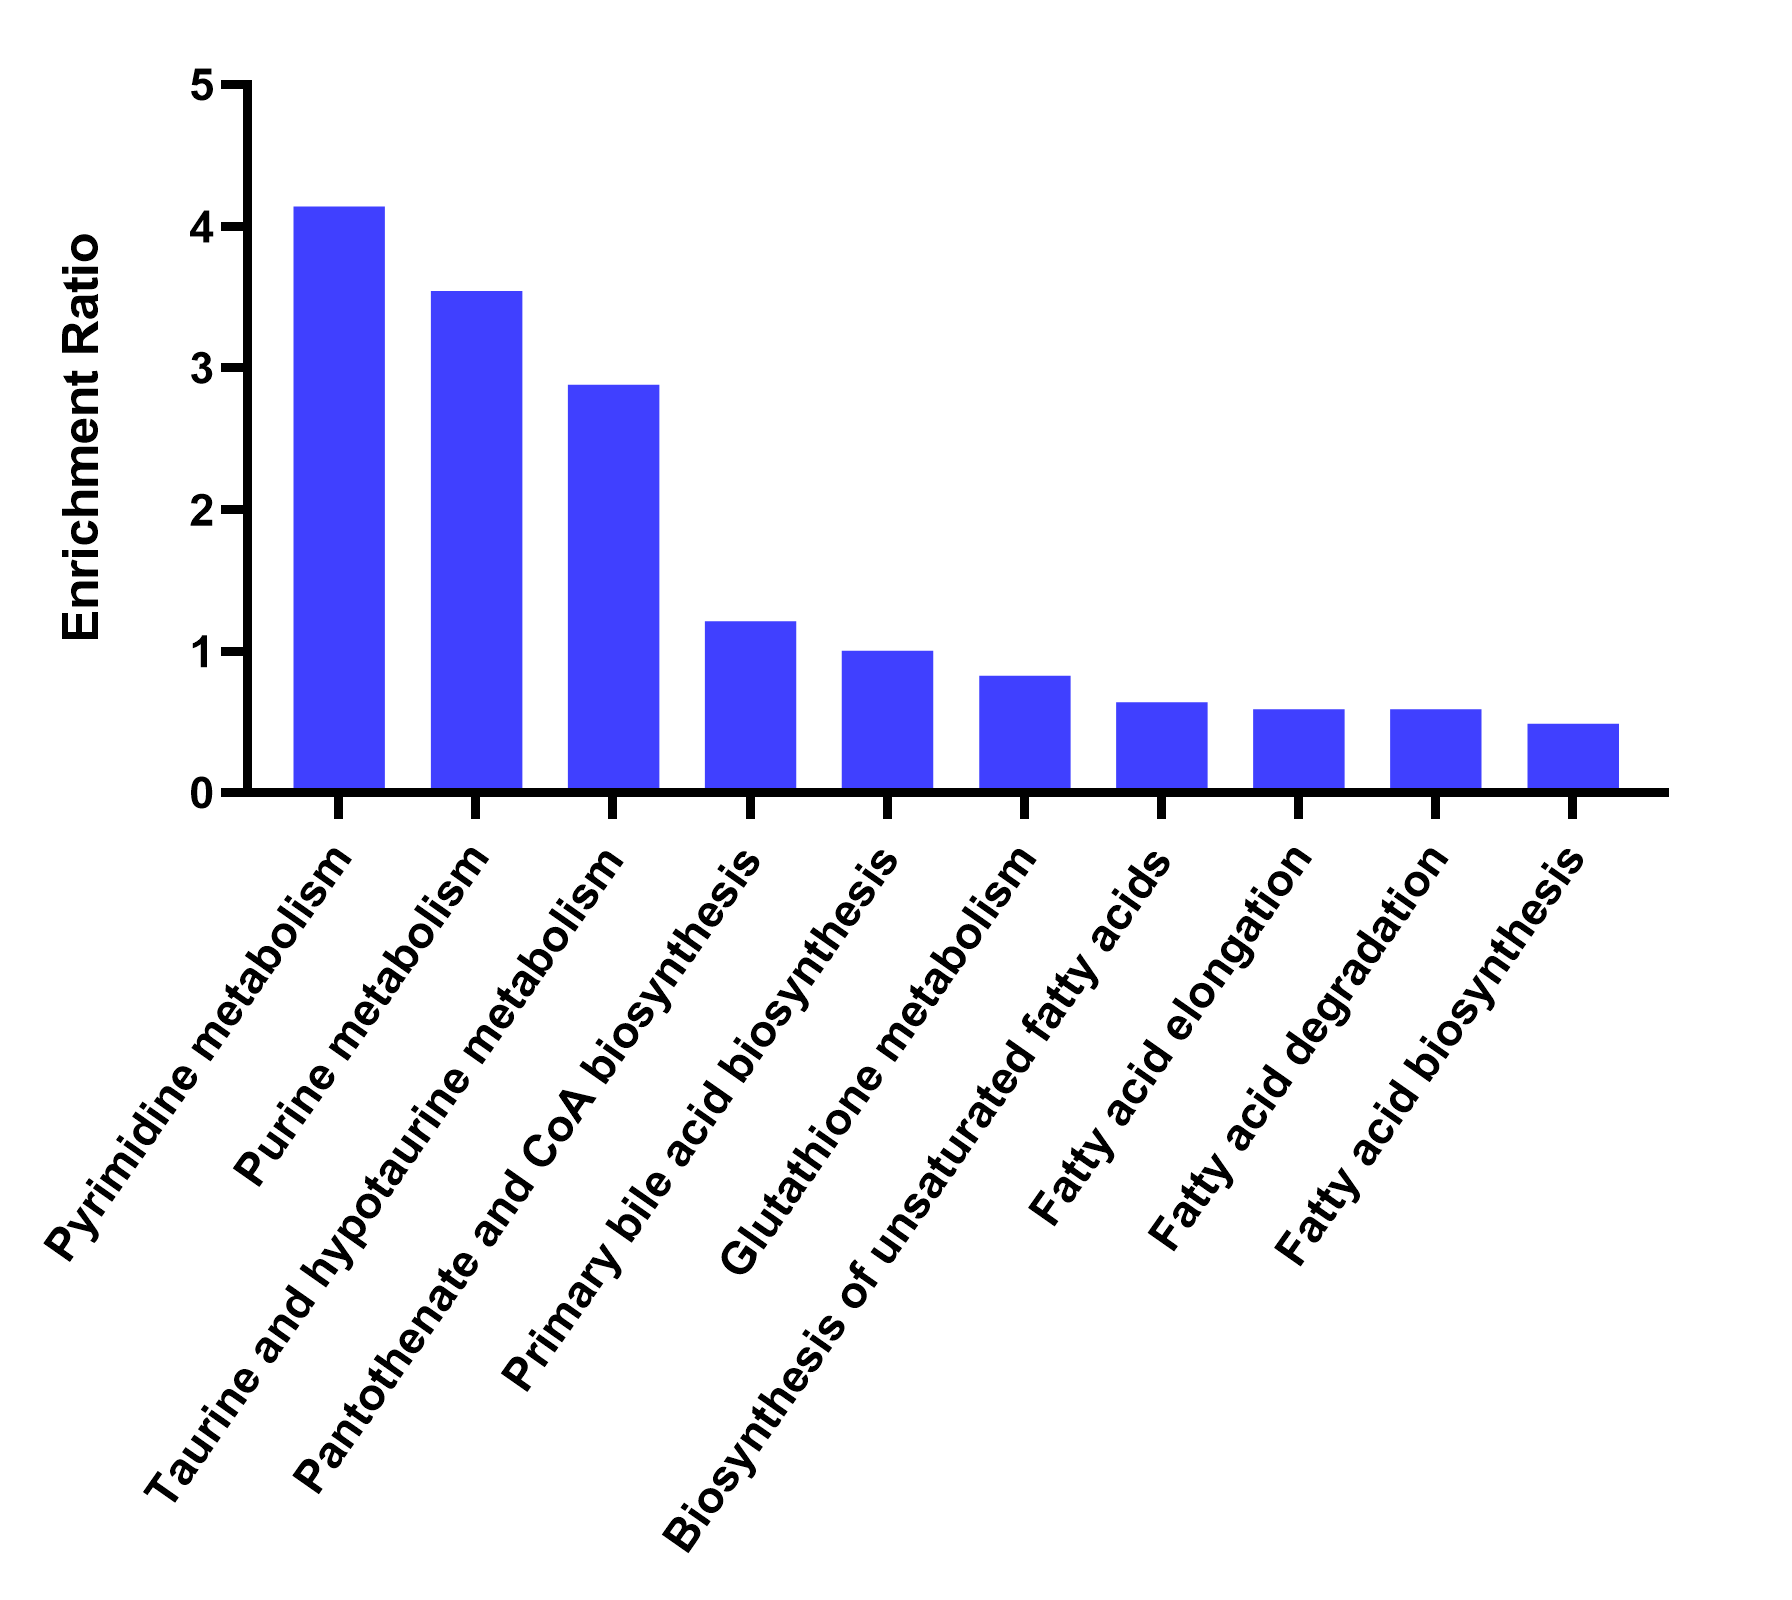 Enrichment Ratio
5
4
3
2
1
0
Pyrimidine metabolism
Purine metabolism
Taurine and hypotaurine metabolism
Pantothenate and CoA biosynthesis
Primary bile acid biosynthesis
Glutathione metabolism
Biosynthesis of unsaturated fatty acids
Fatty acid elongation
Fatty acid degradation
Fatty acid biosynthesis